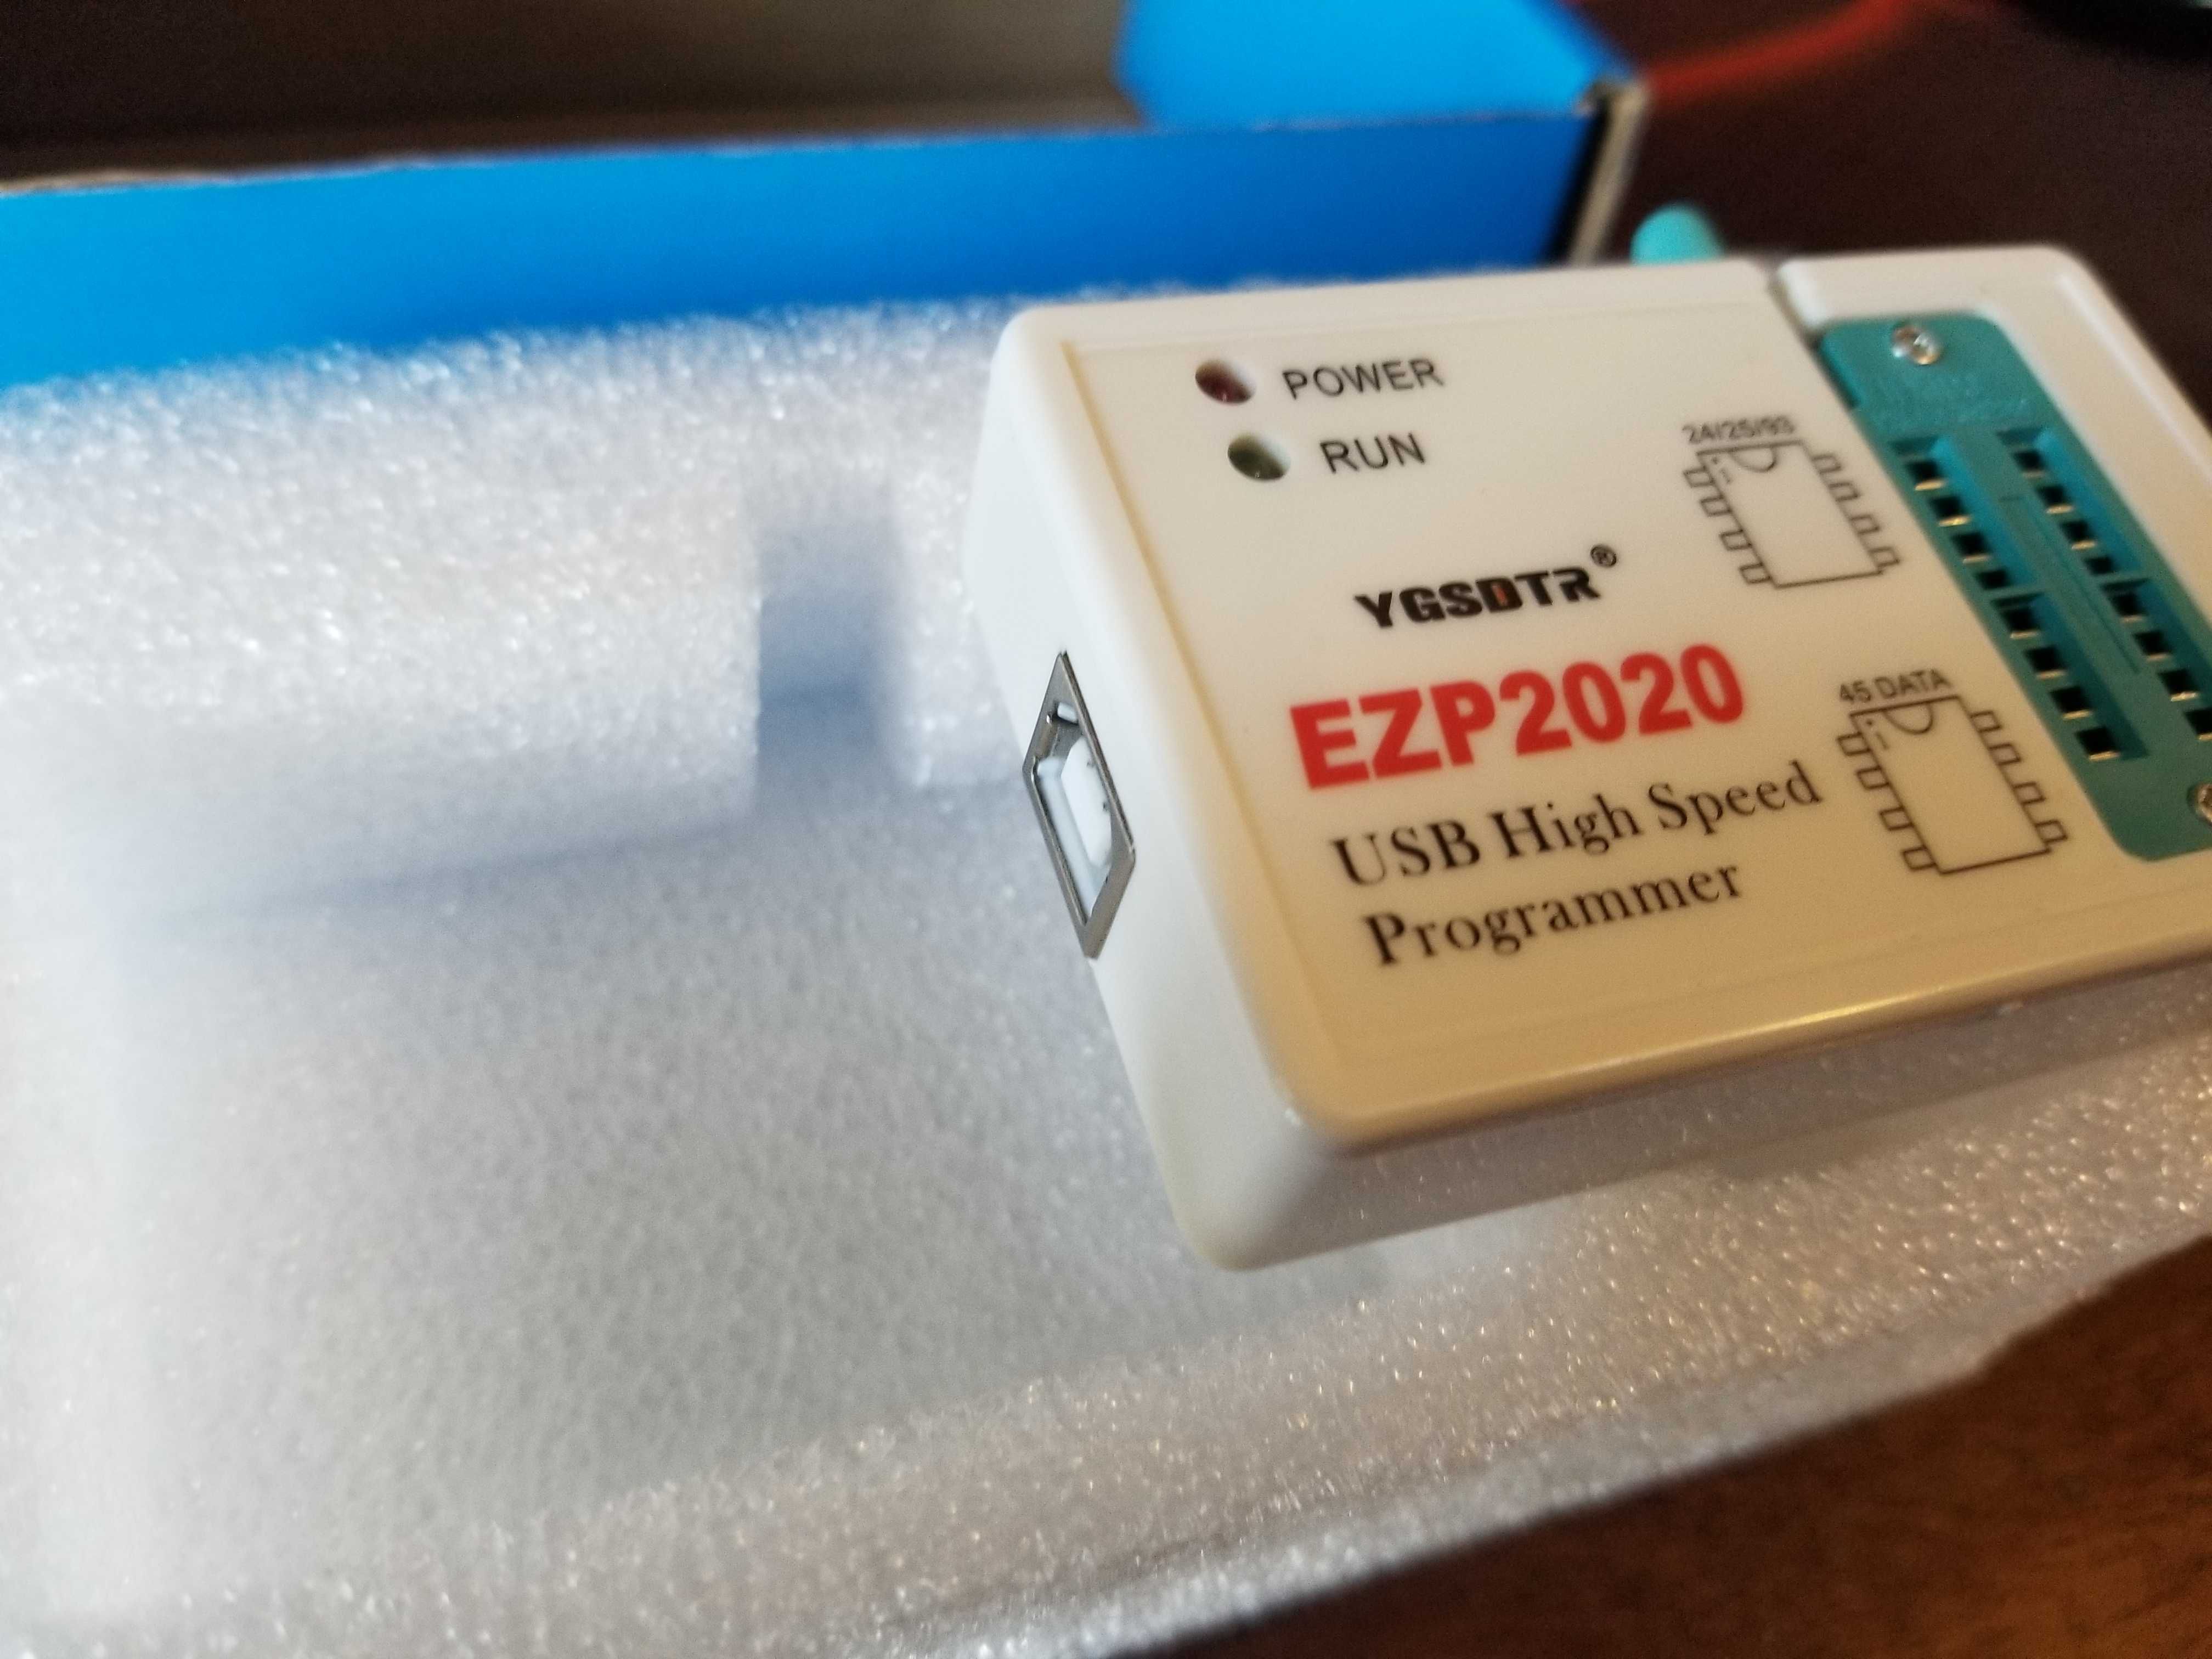 POWER
RUN
24/25/93
YGSDTR®
EZP2020
45 DATA
USB High Speed
Programmer